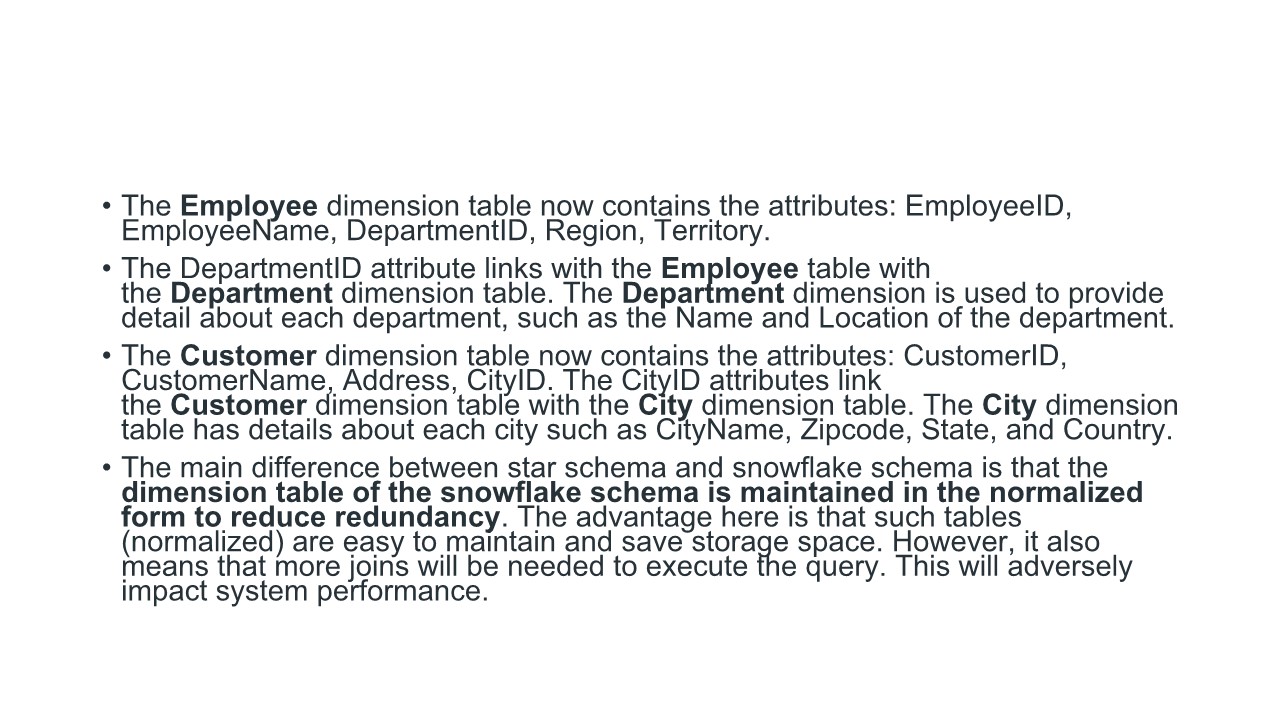 • The Employee dimension table now contains the attributes: EmployeeID,
EmployeeName, DepartmentID, Region, Territory.
• The DepartmentID attribute links with the Employee table with
the Department dimension table. The Department dimension is used to provide
detail about each department, such as the Name and Location of the department.
• The Customer dimension table now contains the attributes: CustomerID,
CustomerName, Address, CityID. The CityID attributes link
the Customer dimension table with the City dimension table. The City dimension
table has details about each city such as CityName, Zipcode, State, and Country.
• The main difference between star schema and snowflake schema is that the
dimension table of the snowflake schema is maintained in the normalized
form to reduce redundancy. The advantage here is that such tables
(normalized) are easy to maintain and save storage space. However, it also
means that more joins will be needed to execute the query. This will adversely
impact system performance.